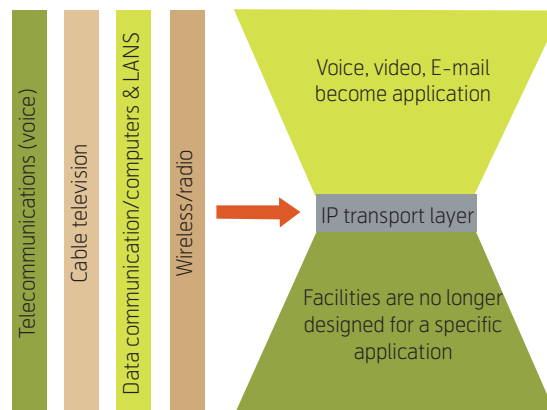 Telecommunications (voice)
Cable television
Data communication/computers & LANS
Wireless/radio
Voice, video, E-mail
become application
IP transport layer
Facilities are no longer
designed for a specific
application